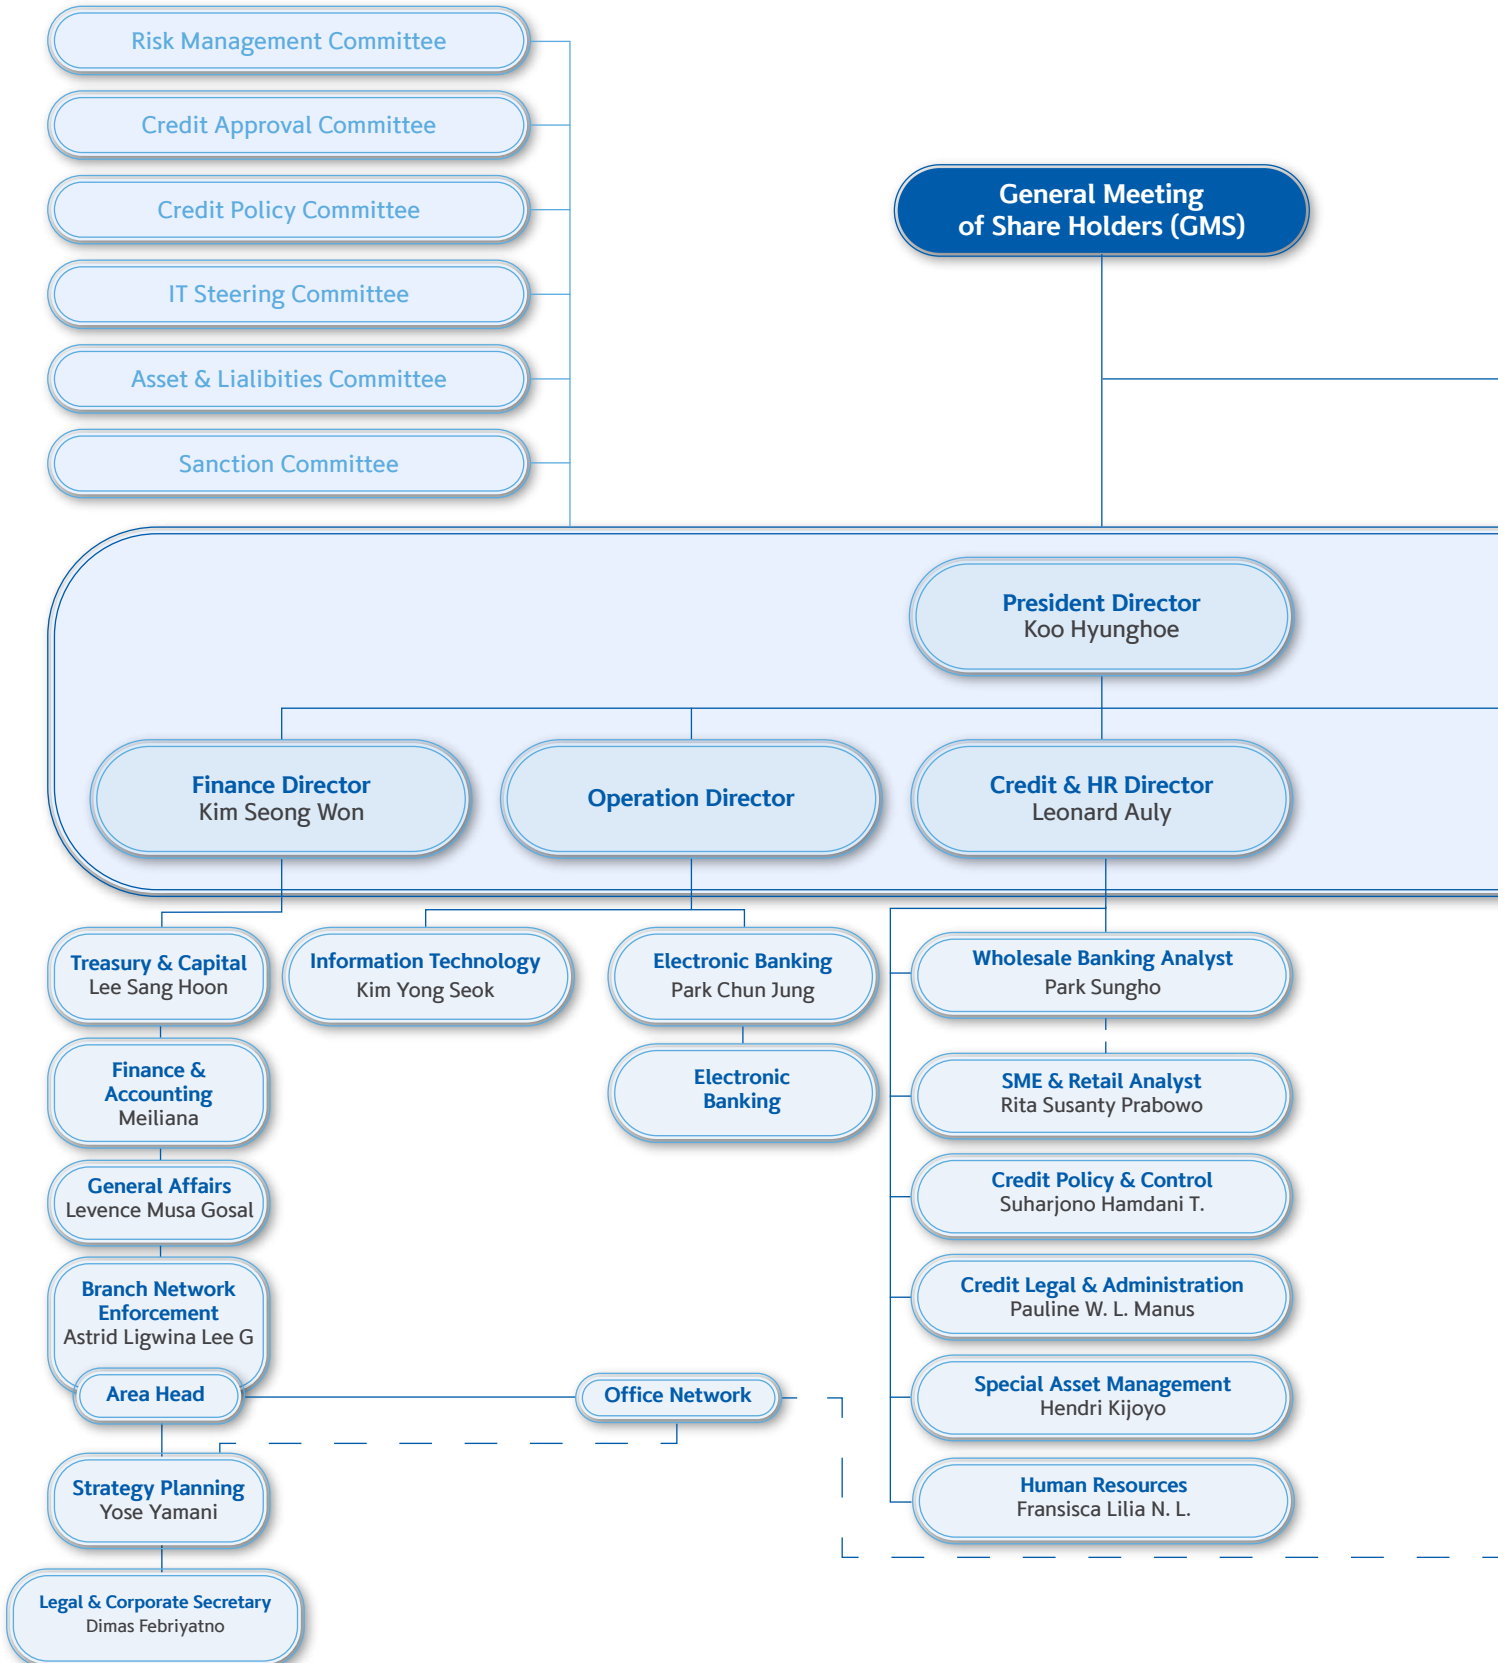 Risk Management Committee
Credit Approval Committee
Credit Policy Committee
IT Steering Committee
Asset & Lialibities Committee
Sanction Committee
General Meeting
of Share Holders (GMS)
President Director
Koo Hyunghoe
Finance Director
Kim Seong Won
Operation Director
Credit & HR Director
Leonard Auly
Treasury & Capital
Lee Sang Hoon
Finance &
Accounting
Meiliana
General Affairs
Levence Musa Gosal
Branch Network
Enforcement
Astrid Ligwina Lee G
Area Head
Office Network
Strategy Planning
Yose Yamani
Legal & Corporate Secretary
Dimas Febriyatno
Information Technology
Kim Yong Seok
Electronic Banking
Park Chun Jung
Electronic
Banking
Wholesale Banking Analyst
Park Sungho
SME & Retail Analyst
Rita Susanty Prabowo
Credit Policy & Control
Suharjono Hamdani T.
Credit Legal & Administration
Pauline W. L. Manus
Special Asset Management
Hendri Kijoyo
Human Resources
Fransisca Lilia N. L.